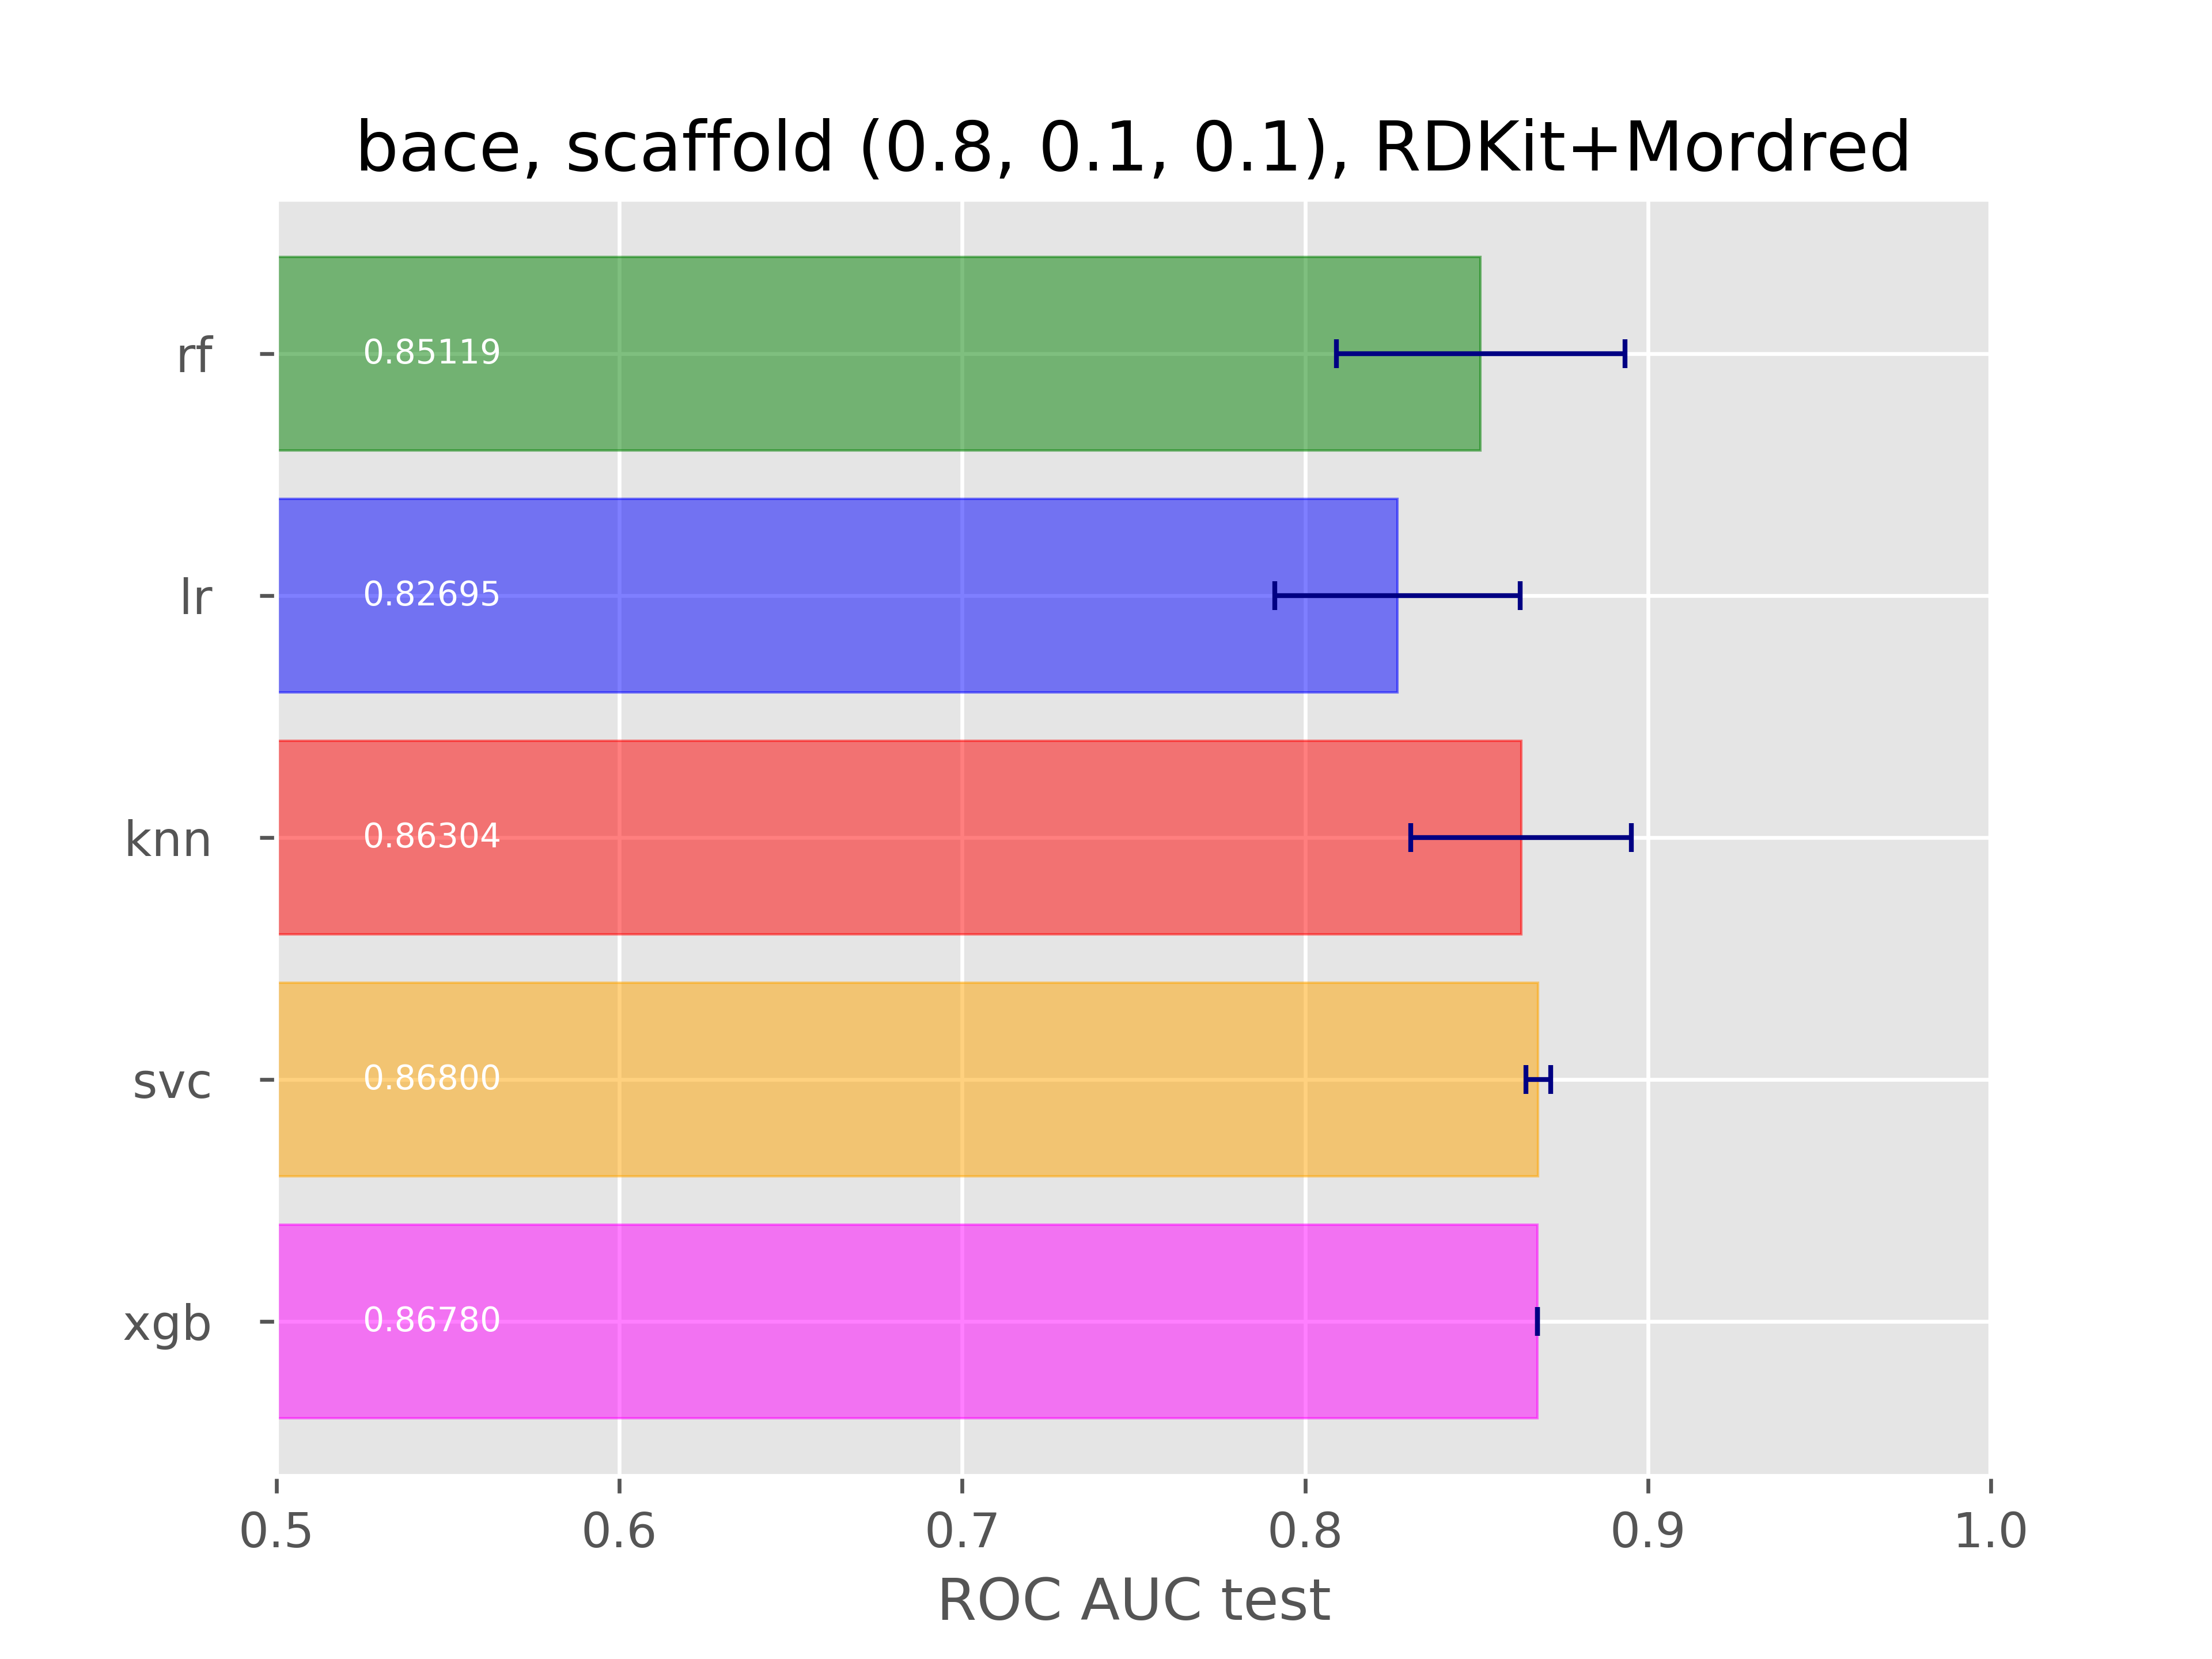 bace, scaffold (0.8, 0.1, 0.1), RDKit+Mordred
rf
0.85119
lr
0.82695
knn
0.86304
svc
0.86800
xgb
0.86780
0.5 0.6 0.7 0.8 0.9 1.0
ROC AUC test